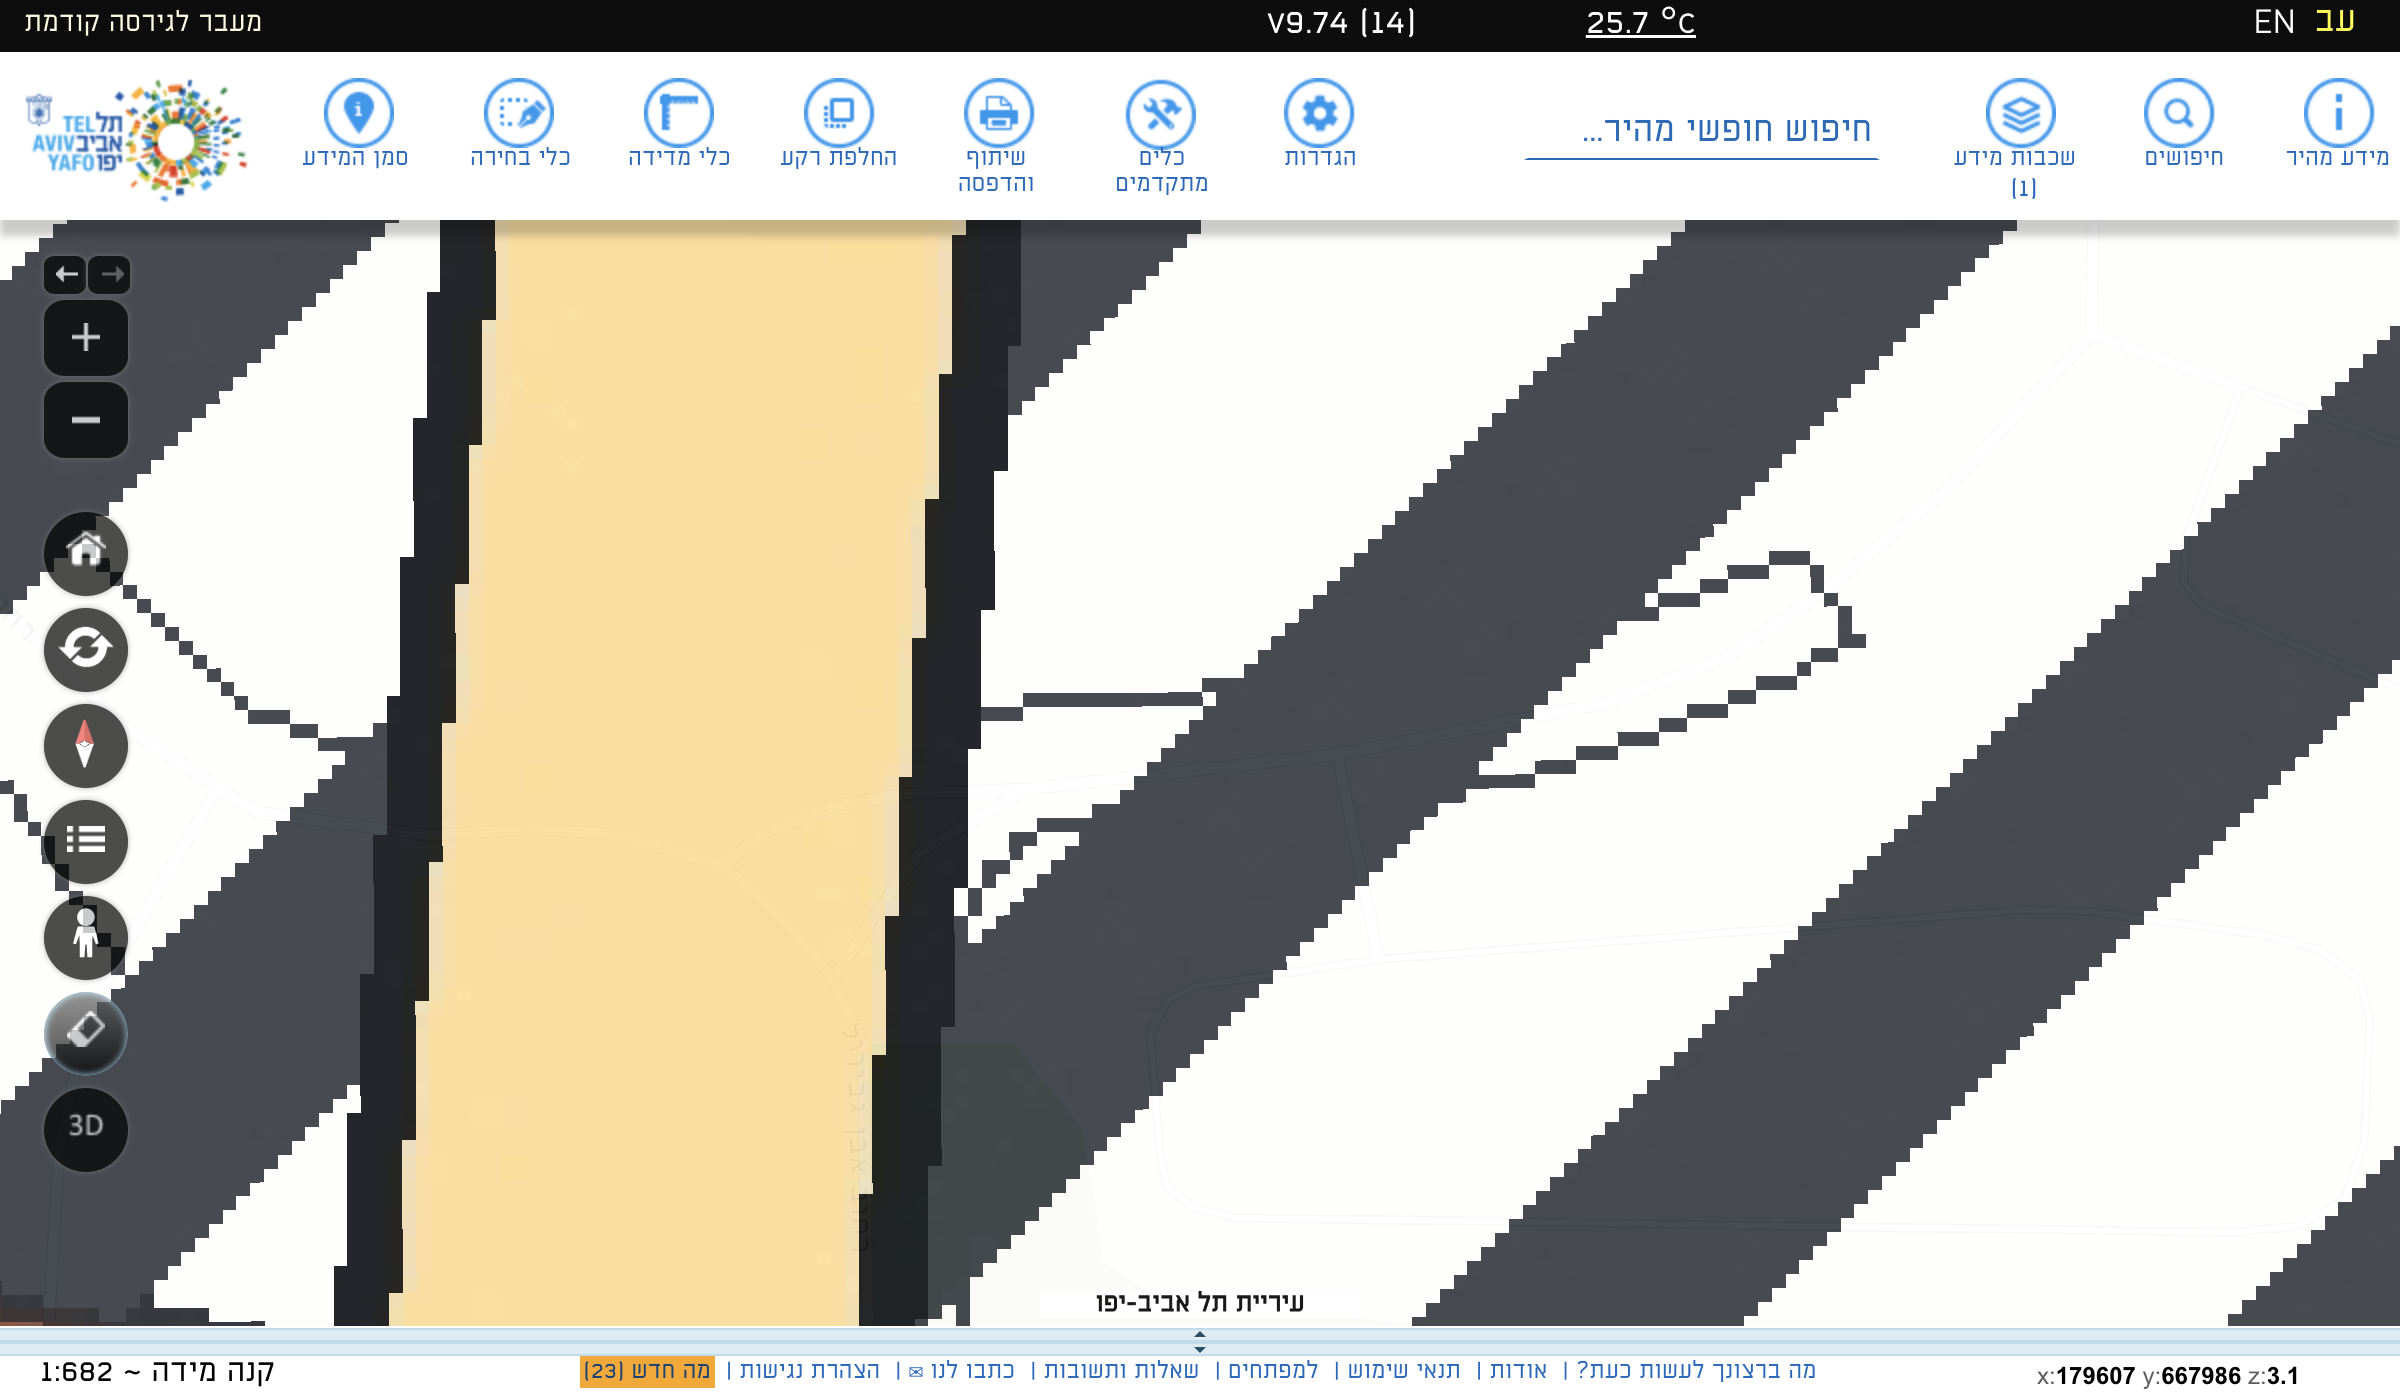 עב EN
25.7 °C
V9.74 (14)
מעבר לגירסה קודמת
מידע מהיר
חיפושים
שכבות מידע
(1)
חיפוש חופשי מהיר...
הגדרות
כלים
מתקדמים
שיתוף
והדפסה
החלפת רקע
כלי מדידה
כלי בחירה
סמן המידע
תל
אביב
יפו
TEL
AVIV
YAFO
3D
עיריית תל אביב-יפו
קנה מידה ~ 1:682
מה ברצונך לעשות כעת? | אודות | תנאי שימוש | למפתחים | שאלות ותשובות | כתבו לנו ✉ | הצהרת נגישות | מה חדש (23)
x:179607 y:667986 z:3.1